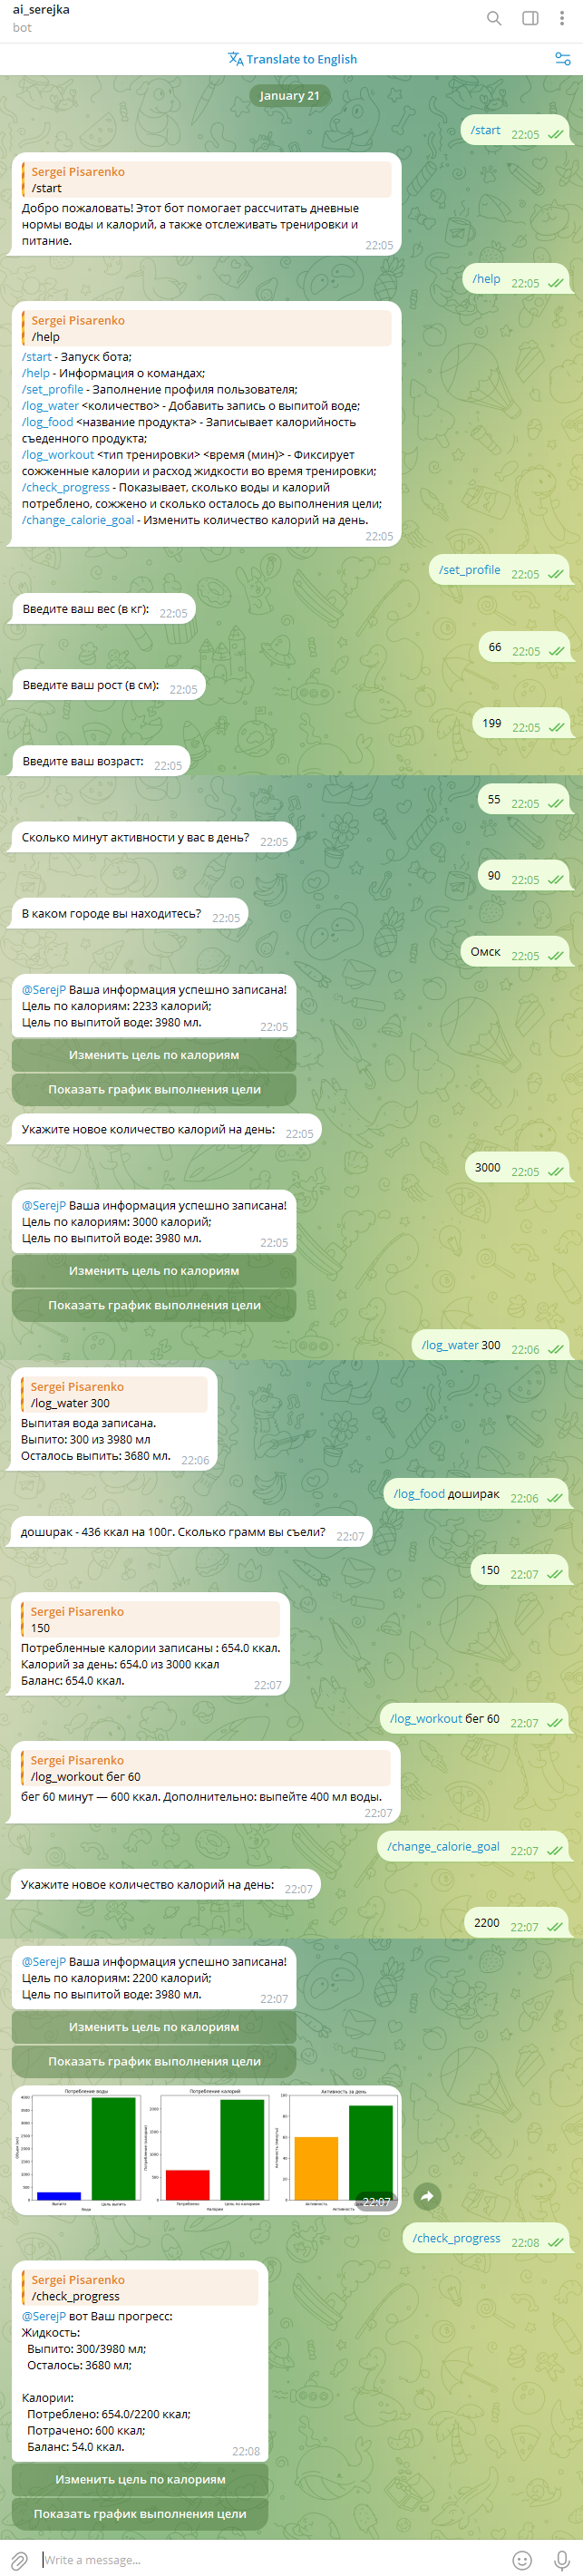 ai_serejka
bot
Translate to English
January 21
/start 22:05
Sergei Pisarenko
/start
Добро пожаловать! Этот бот помогает рассчитать дневные
нормы воды и калорий, а также отслеживать тренировки и
питание. 22:05
/help 22:05
Sergei Pisarenko
/help
/start - Запуск бота;
/help - Информация о командах;
/set_profile - Заполнение профиля пользователя;
/log_water <количество> - Добавить запись о выпитой воде;
/log_food <название продукта> - Записывает калорийность
съеденного продукта;
/log_workout <тип тренировки> <время (мин)> - Фиксирует
сожженные калории и расход жидкости во время тренировки;
/check_progress - Показывает, сколько воды и калорий
потреблено, сожжено и сколько осталось до выполнения цели;
/change_calorie_goal - Изменить количество калорий на день.
22:05
/set_profile 22:05
Введите ваш вес (в кг): 22:05
66 22:05
Введите ваш рост (в см): 22:05
199 22:05
Введите ваш возраст: 22:05
55 22:05
Сколько минут активности у вас в день? 22:05
90 22:05
В каком городе вы находитесь? 22:05
Омск 22:05
@SerejP Ваша информация успешно записана!
Цель по калориям: 2233 калорий;
Цель по выпитой воде: 3980 мл. 22:05
Изменить цель по калориям
Показать график выполнения цели
Укажите новое количество калорий на день: 22:05
3000 22:05
@SerejP Ваша информация успешно записана!
Цель по калориям: 3000 калорий;
Цель по выпитой воде: 3980 мл. 22:05
Изменить цель по калориям
Показать график выполнения цели
/log_water 300 22:06
Sergei Pisarenko
/log_water 300
Выпитая вода записана.
Выпито: 300 из 3980 мл
Осталось выпить: 3680 мл. 22:06
/log_food доширак 22:06
доширак - 436 ккал на 100г. Сколько грамм вы съели? 22:07
150 22:07
Sergei Pisarenko
150
Потребленные калории записаны : 654.0 ккал.
Калорий за день: 654.0 из 3000 ккал
Баланс: 654.0 ккал. 22:07
/log_workout бег 60 22:07
Sergei Pisarenko
/log_workout бег 60
бег 60 минут — 600 ккал. Дополнительно: выпейте 400 мл воды.
22:07
/change_calorie_goal 22:07
Укажите новое количество калорий на день: 22:07
2200 22:07
@SerejP Ваша информация успешно записана!
Цель по калориям: 2200 калорий;
Цель по выпитой воде: 3980 мл. 22:07
Изменить цель по калориям
Показать график выполнения цели
Потребление воды Потребление калорий Активность за день
22:07
/check_progress 22:08
Sergei Pisarenko
/check_progress
@SerejP вот Ваш прогресс:
Жидкость:
Выпито: 300/3980 мл;
Осталось: 3680 мл;
Калории:
Потреблено: 654.0/2200 ккал;
Потрачено: 600 ккал;
Баланс: 54.0 ккал. 22:08
Изменить цель по калориям
Показать график выполнения цели
Write a message...